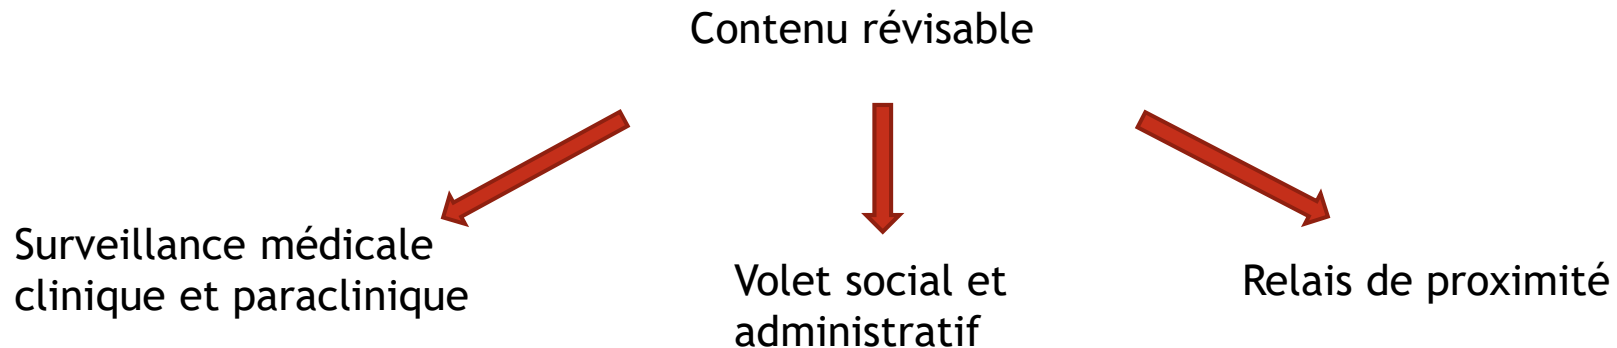 Contenu révisable
Surveillance médicale
clinique et paraclinique
Volet social et
administratif
Relais de proximité